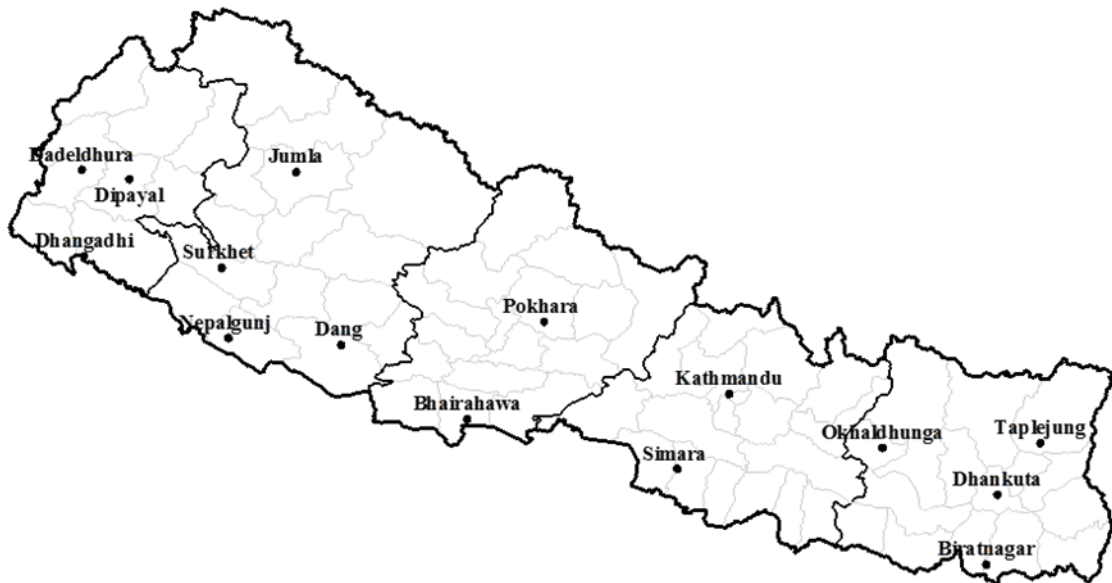 Dadeldhura
Jumla
Dipayal
Dhangadhi
Surkhet
Pokhara
Nepalgunj
Dang
Kathmandu
Bhairahawa
Taplejung
Okhaldhunga
Simara
Dhankuta
Biratnagar